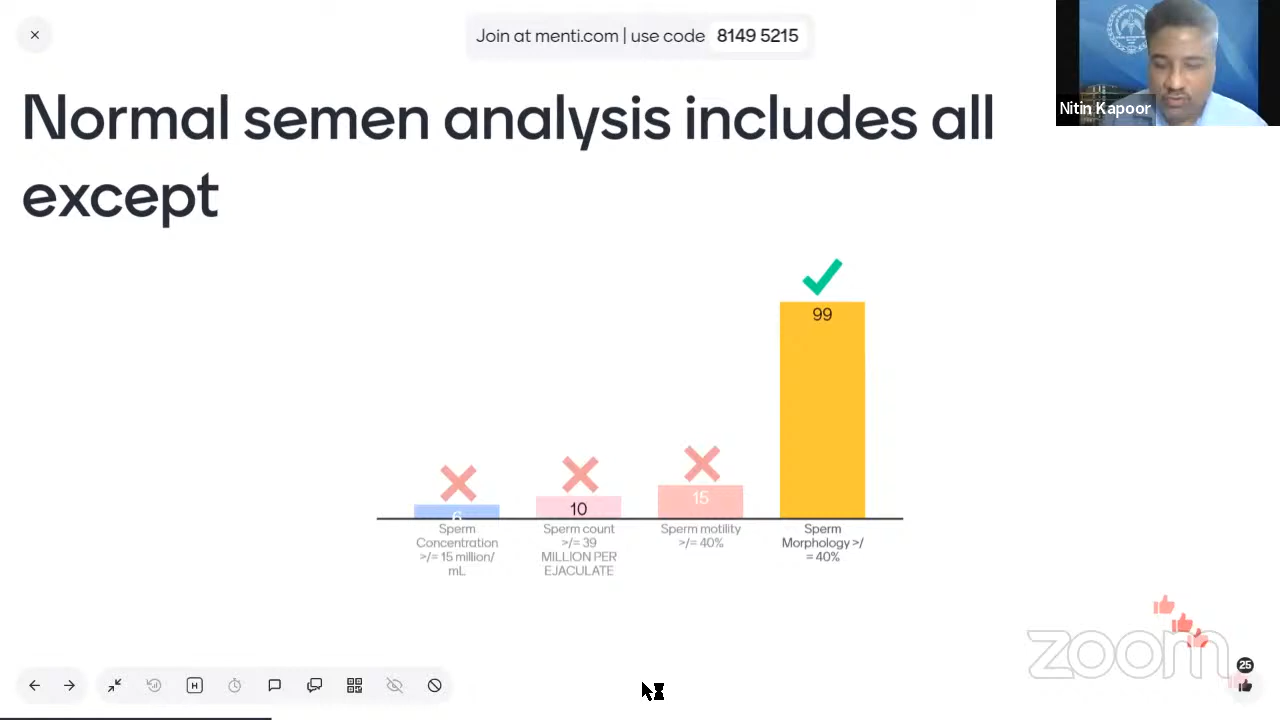 Join at menti.com | use code 8149 5215
Nitin Kapoor
Normal semen analysis includes all
except
99
15
10
6
Sperm
Concentration
>/= 15 million/
mL
Sperm count
>/= 39
MILLION PER
EJACULATE
Sperm motility
>/= 40%
Sperm
Morphology >/
= 40%
zoom
25
H